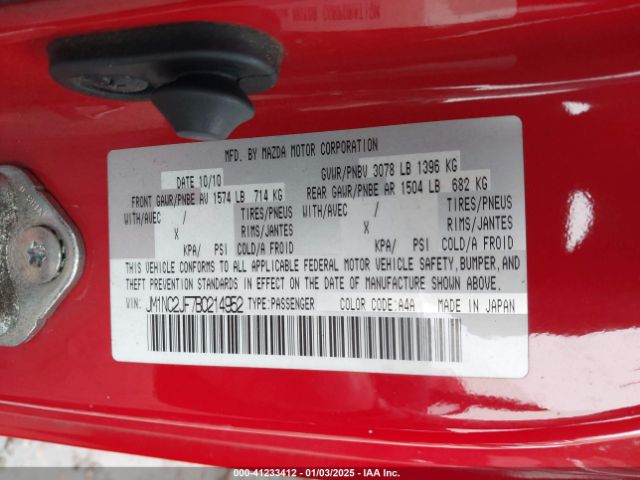 MFD. BY MAZDA MOTOR CORPORATION
DATE 10/10 GVWR/PNBV 3078 LB 1396 KG
FRONT GAWR/PNBE AV 1574 LB 714 KG REAR GAWR/PNBE AR 1504 LB 682 KG
WITH/AVEC / TIRES/PNEUS WITH/AVEC / TIRES/PNEUS
X RIMS/JANTES X RIMS/JANTES
KPA/ PSI COLD/A FROID KPA/ PSI COLD/A FROID
THIS VEHICLE CONFORMS TO ALL APPLICABLE FEDERAL MOTOR VEHICLE SAFETY, BUMPER, AND
THEFT PREVENTION STANDARDS IN EFFECT ON THE DATE OF MANUFACTURE SHOWN ABOVE.
VIN: JM1NC2JF7B0214952 TYPE:PASSENGER COLOR CODE:A4A MADE IN JAPAN
000-41233412 - 01/03/2025 - IAA Inc.